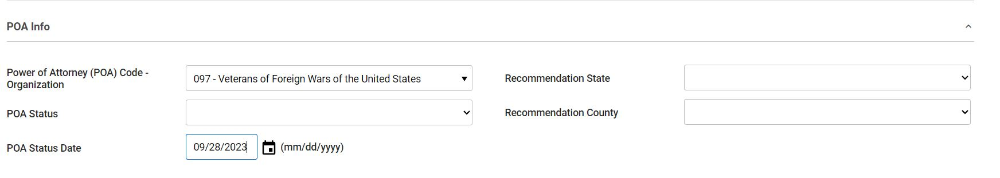 POA Info
Power of Attorney (POA) Code -
Organization
097 - Veterans of Foreign Wars of the United States
Recommendation State
POA Status
Recommendation County
POA Status Date
09/28/2023
(mm/dd/yyyy)